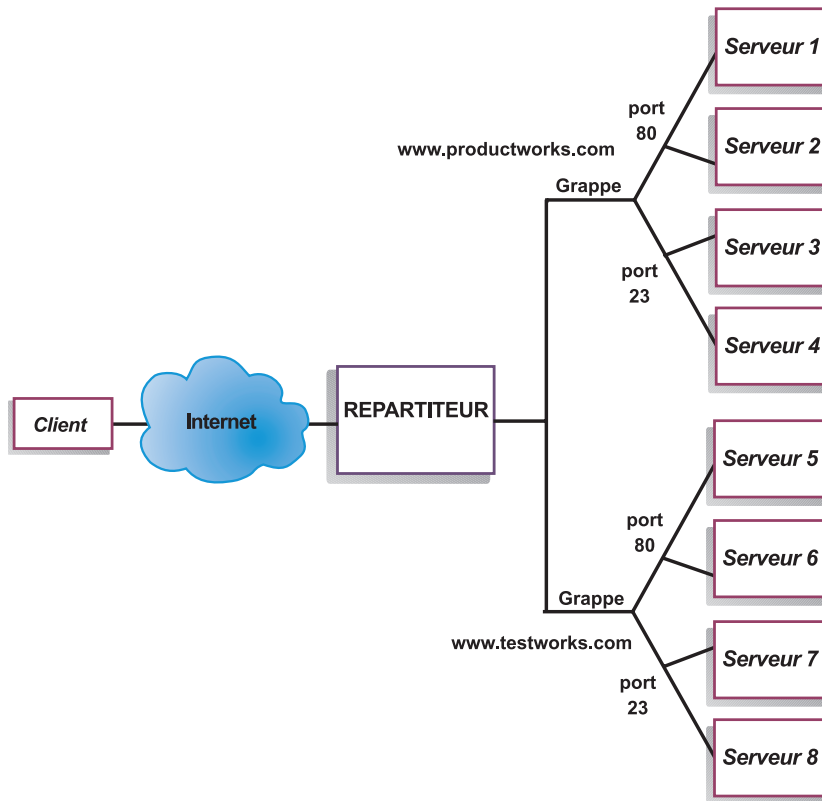 Serveur 1
port
80
Serveur 2
www.productworks.com
Grappe
Serveur 3
port
23
Serveur 4
Client
Internet
REPARTITEUR
Serveur 5
port
80
Serveur 6
Grappe
www.testworks.com
Serveur 7
port
23
Serveur 8